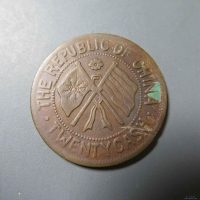 THE REPUBLIC OF CHINA
TWENTY CASH